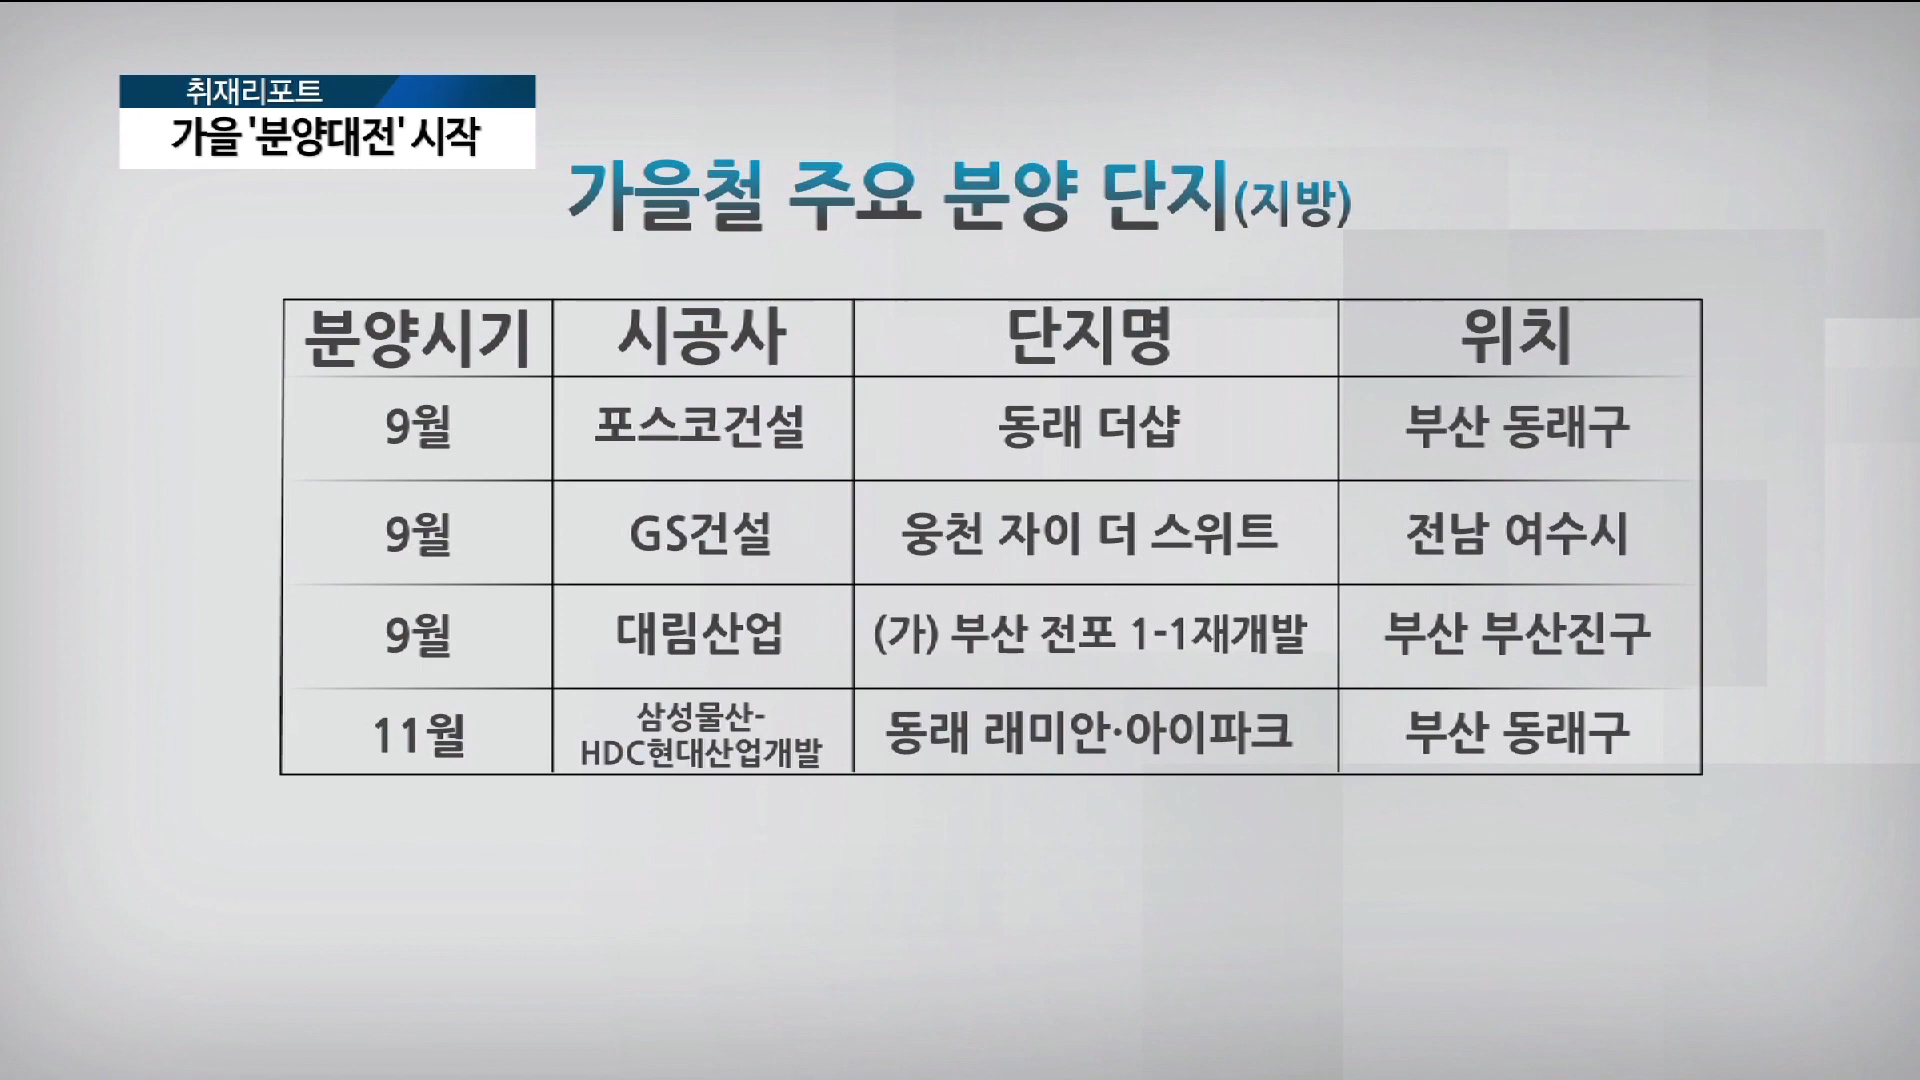 취재리포트
가을 '분양대전' 시작
가을철 주요 분양 단지(지방)
분양시기 시공사 단지명 위치
9월 포스코건설 동래 더샵 부산 동래구
9월 GS건설 웅천 자이 더 스위트 전남 여수시
9월 대림산업 (가) 부산 전포 1-1재개발 부산 부산진구
11월 삼성물산-
HDC현대산업개발 동래 래미안·아이파크 부산 동래구